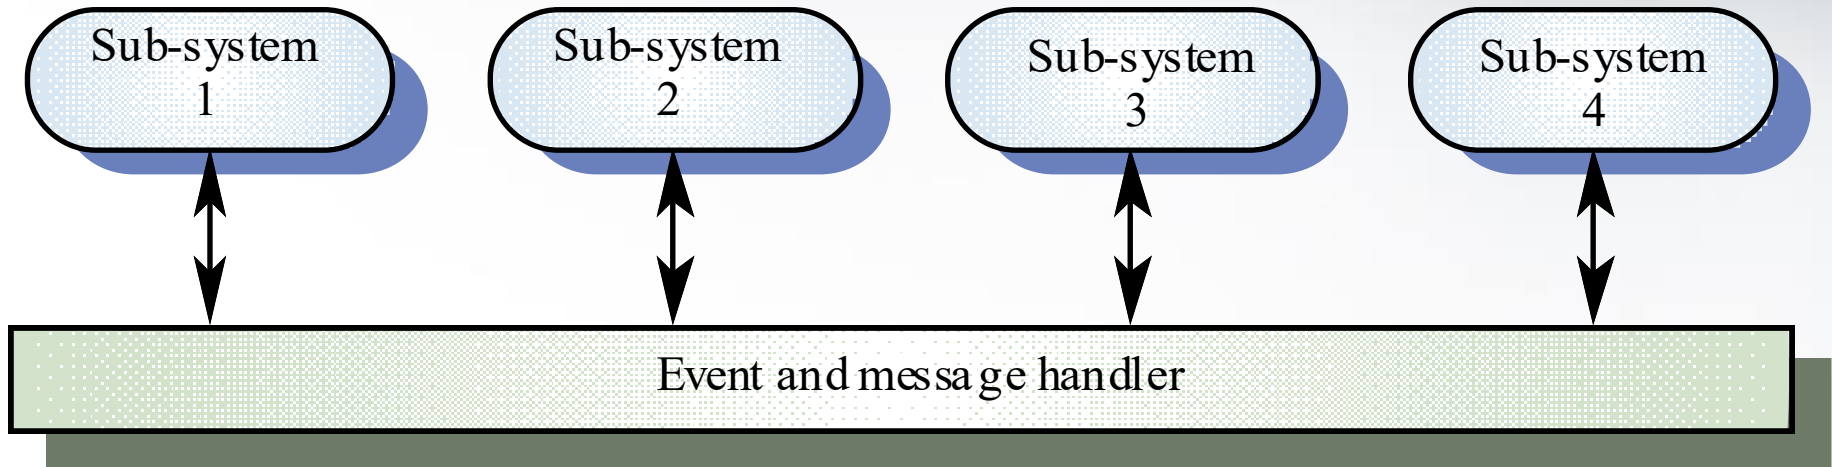 Sub-system
1
Sub-system
2
Sub-system
3
Sub-system
4
Event and message handler